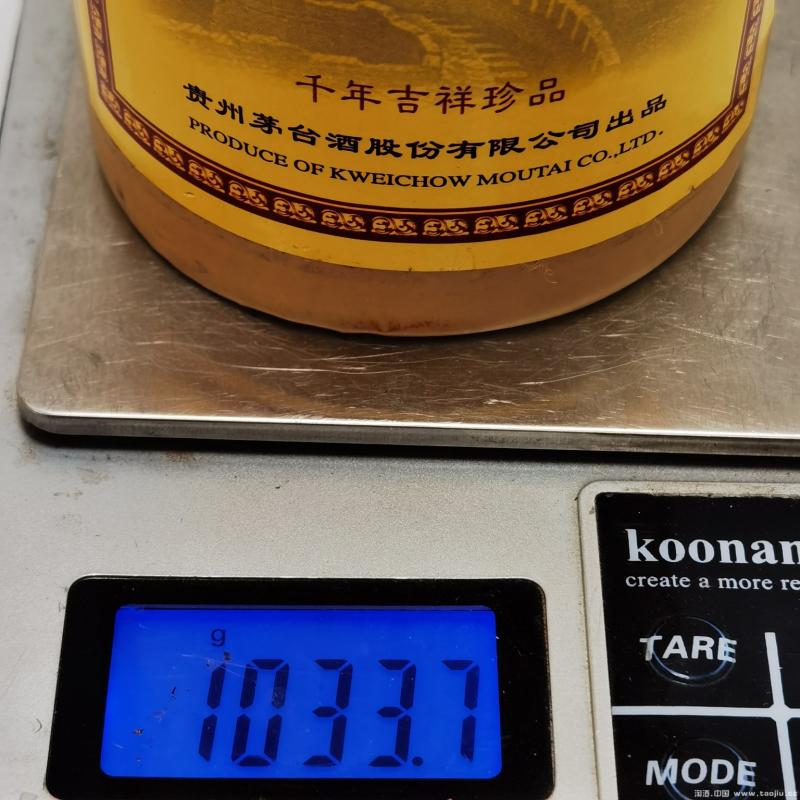 千年吉祥珍品
贵州茅台酒股份有限公司出品
PRODUCE OF KWEICHOW MOUTAI CO.,LTD.
koonan
create a more re
TARE
g
1033.7
MODE
淘酒.中国 www.taojiu.cc